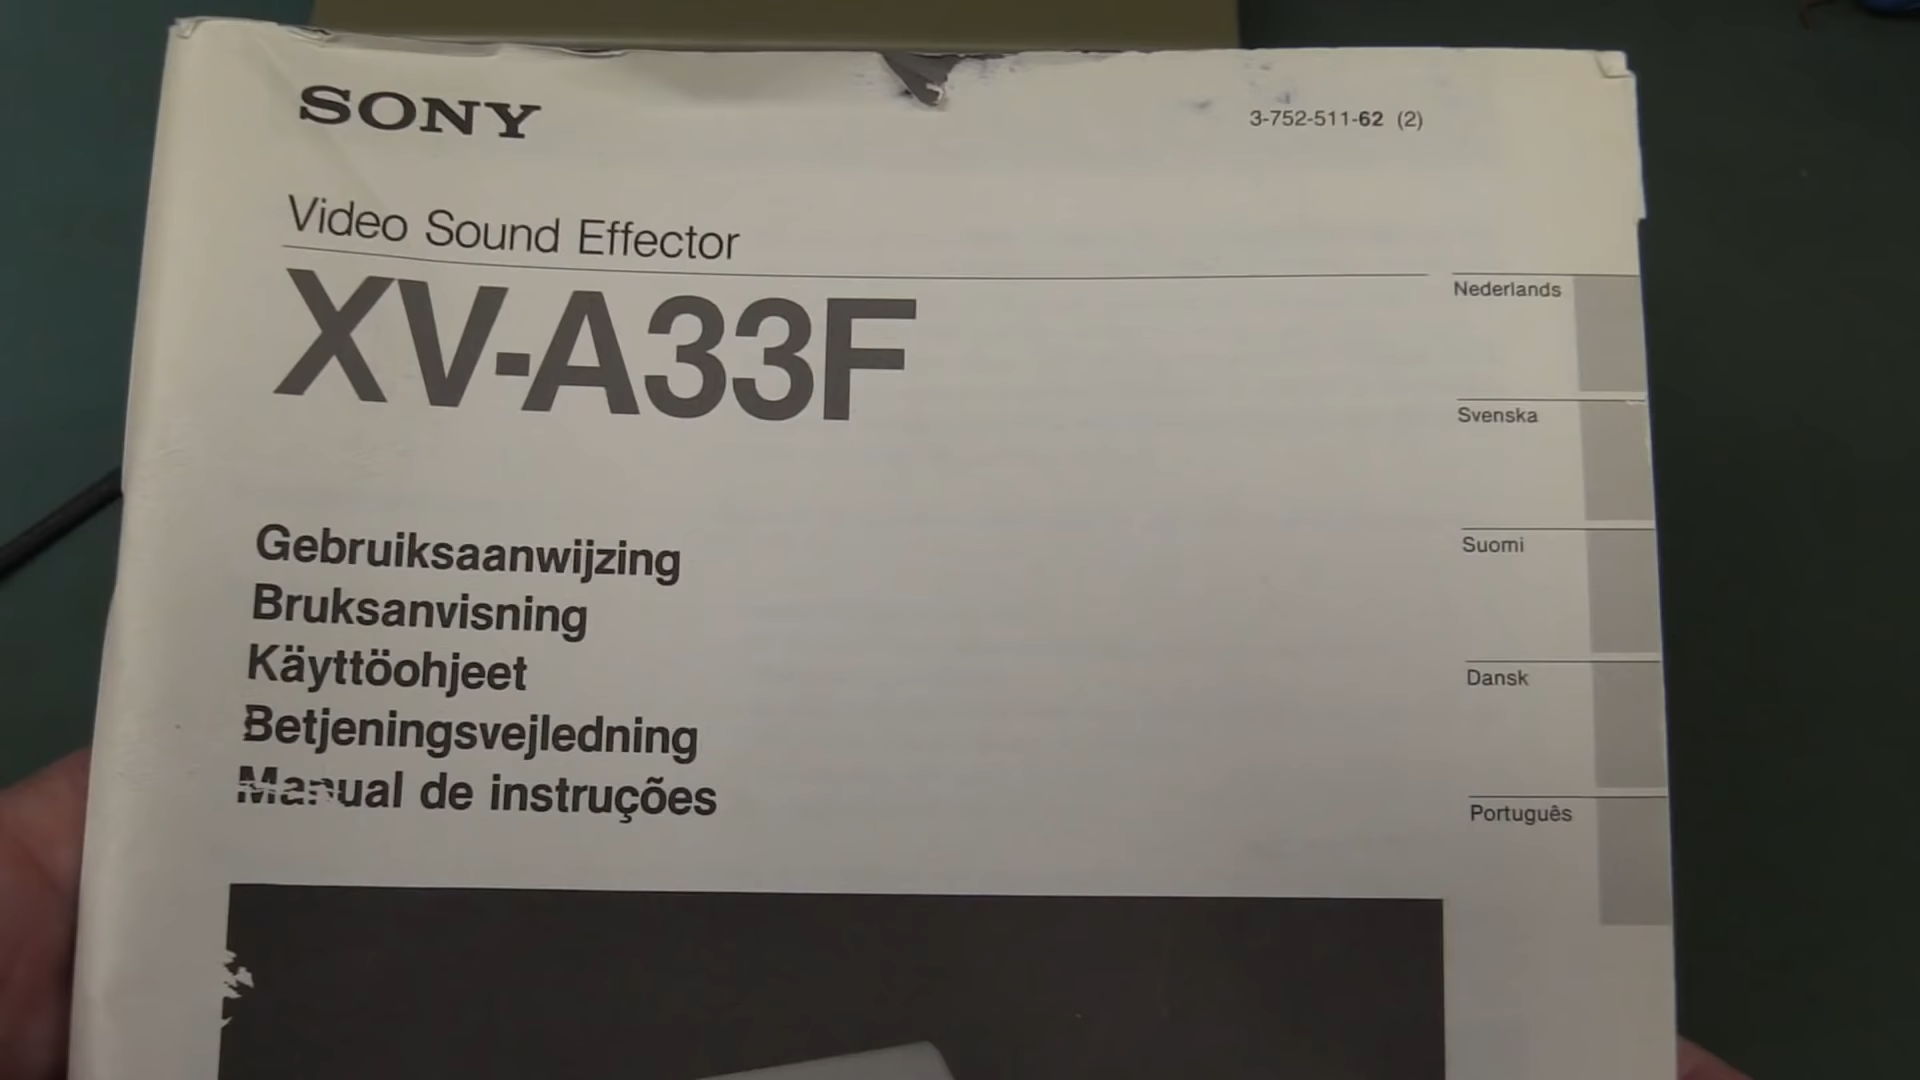 SONY
3-752-511-62 (2)
Video Sound Effector
XV-A33F
Nederlands
Svenska
Suomi
Dansk
Português
Gebruiksaanwijzing
Bruksanvisning
Käyttöohjeet
Betjeningsvejledning
Manual de instruções